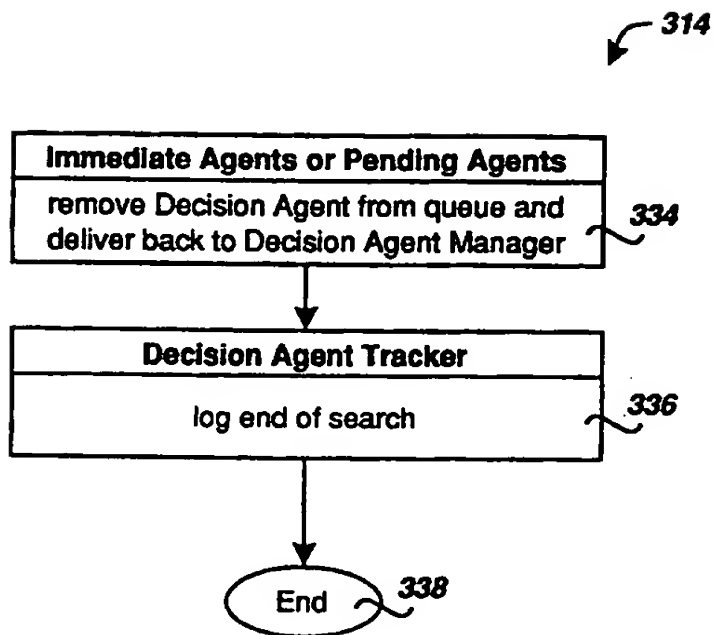 314
Immediate Agents or Pending Agents
remove Decision Agent from queue and
deliver back to Decision Agent Manager
334
Decision Agent Tracker
log end of search
336
End
338